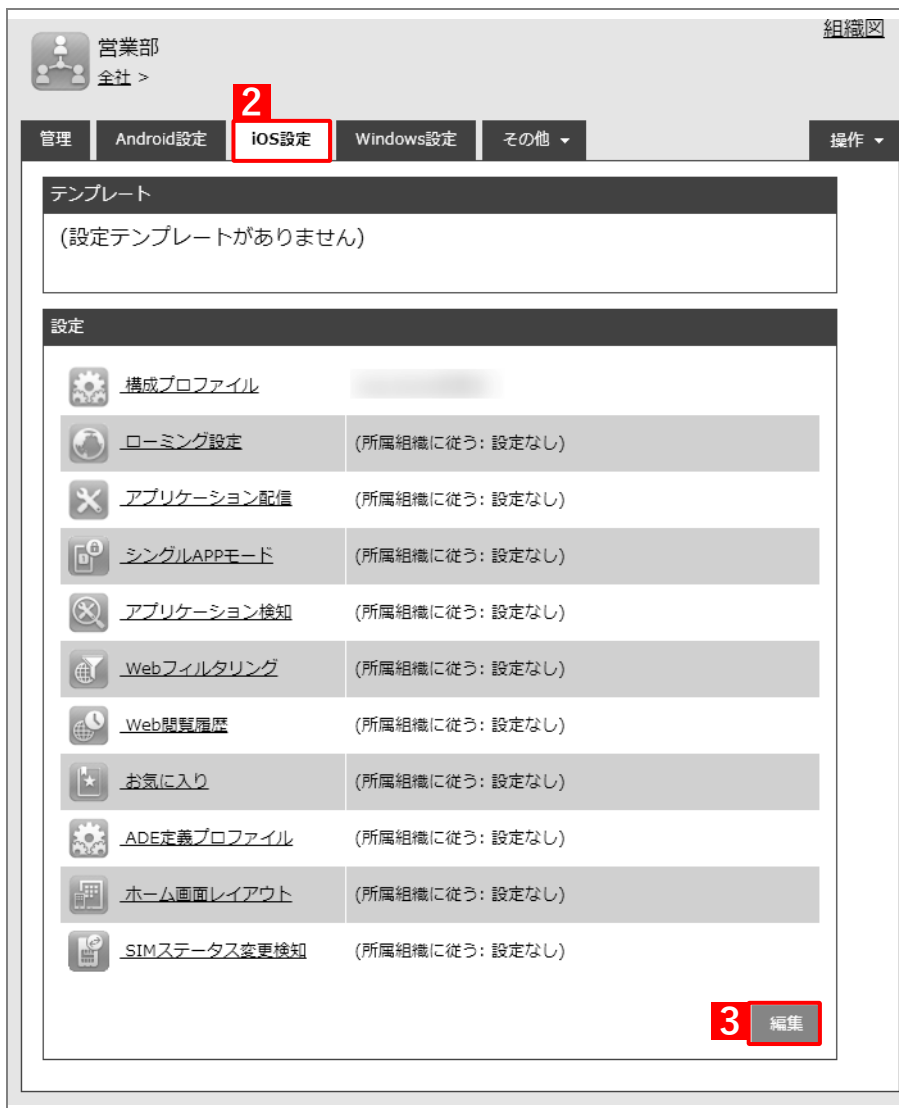 組織図
営業部
全社 >
2
管理 Android設定 iOS設定 Windows設定 その他 操作
テンプレート
(設定テンプレートがありません)
設定
構成プロファイル
ローミング設定 (所属組織に従う: 設定なし)
アプリケーション配信 (所属組織に従う: 設定なし)
シングルAPPモード (所属組織に従う: 設定なし)
アプリケーション検知 (所属組織に従う: 設定なし)
Webフィルタリング (所属組織に従う: 設定なし)
Web閲覧履歴 (所属組織に従う: 設定なし)
お気に入り (所属組織に従う: 設定なし)
ADE定義プロファイル (所属組織に従う: 設定なし)
ホーム画面レイアウト (所属組織に従う: 設定なし)
SIMステータス変更検知 (所属組織に従う: 設定なし)
3 編集